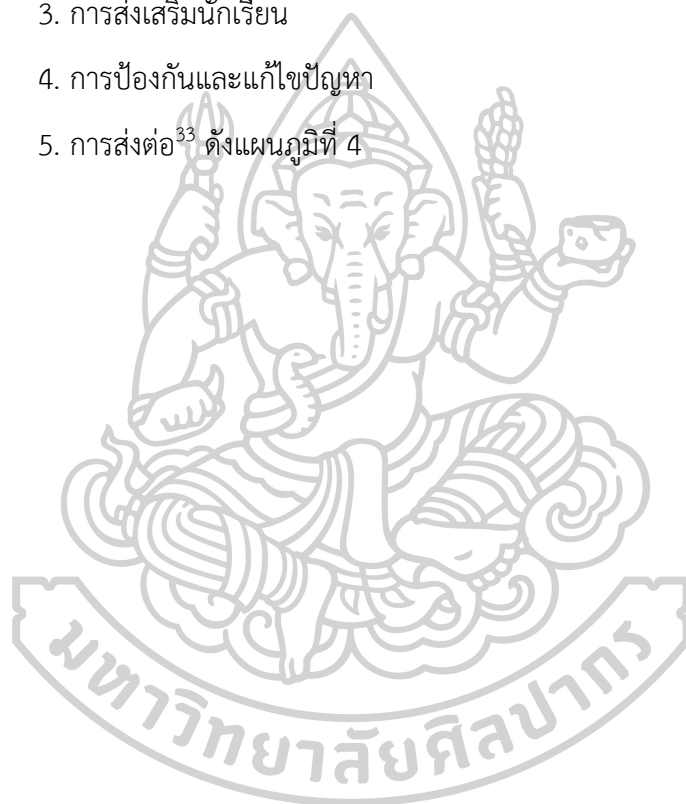 3. การส่งเสริมนักเรียน
4. การป้องกันและแก้ไขปัญหา
5. การส่งต่อ33 ดังแผนภูมิที่ 4
มหาวิทยาลัยศิลปากร